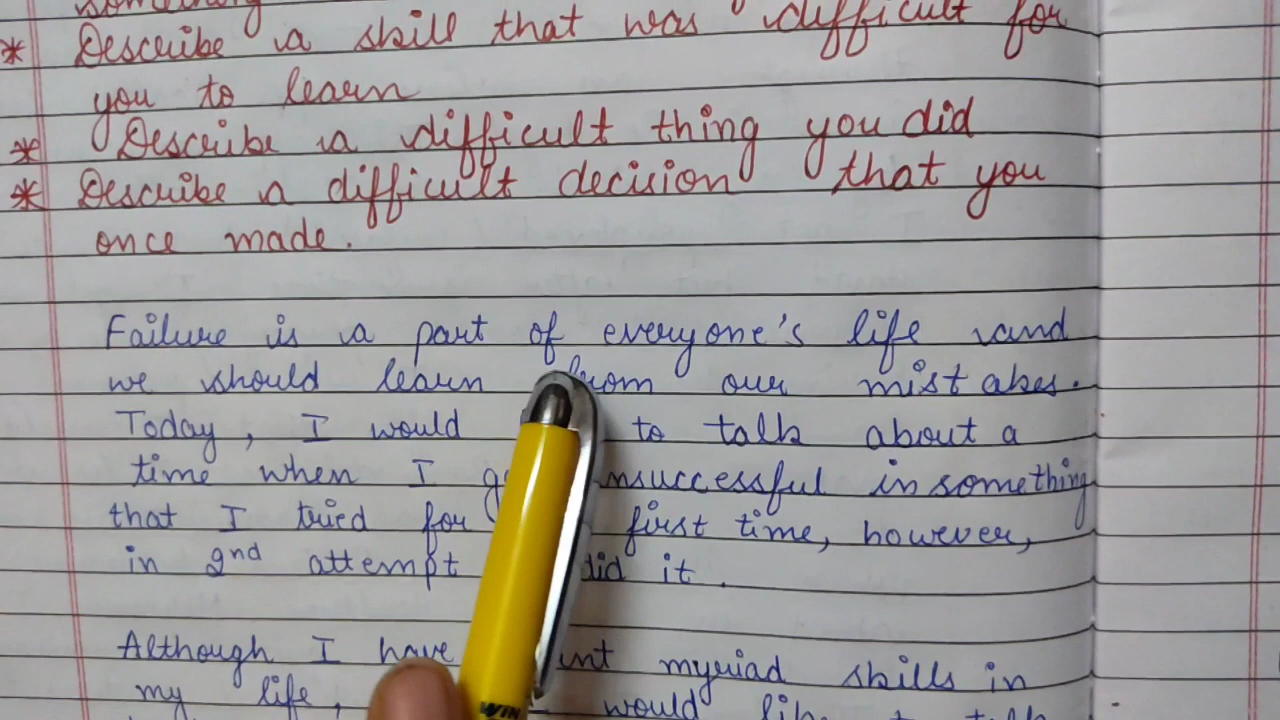 something
* Describe a skill that was difficult for
you to learn
* Describe a difficult thing you did
* Describe a difficult decision that you
once made.
Failure is a part of everyone's life and
we should learn from our mistakes.
Today, I would to talk about a
time when I in something
that I tried for first time, however,
in 2nd attempt did it.
Although I have myriad skills in
my life, would
WIN